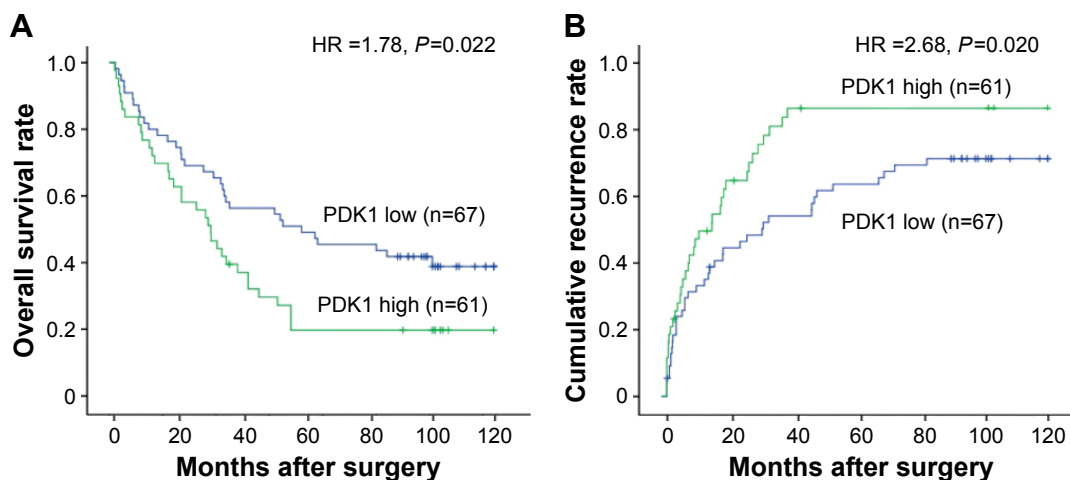 A
HR =1.78, P=0.022
Overall survival rate
1.0
0.8
0.6
0.4
0.2
0
PDK1 low (n=67)
PDK1 high (n=61)
0 20 40 60 80 100 120
Months after surgery
B
HR =2.68, P=0.020
Cumulative recurrence rate
1.0
0.8
0.6
0.4
0.2
0
PDK1 high (n=61)
PDK1 low (n=67)
0 20 40 60 80 100 120
Months after surgery